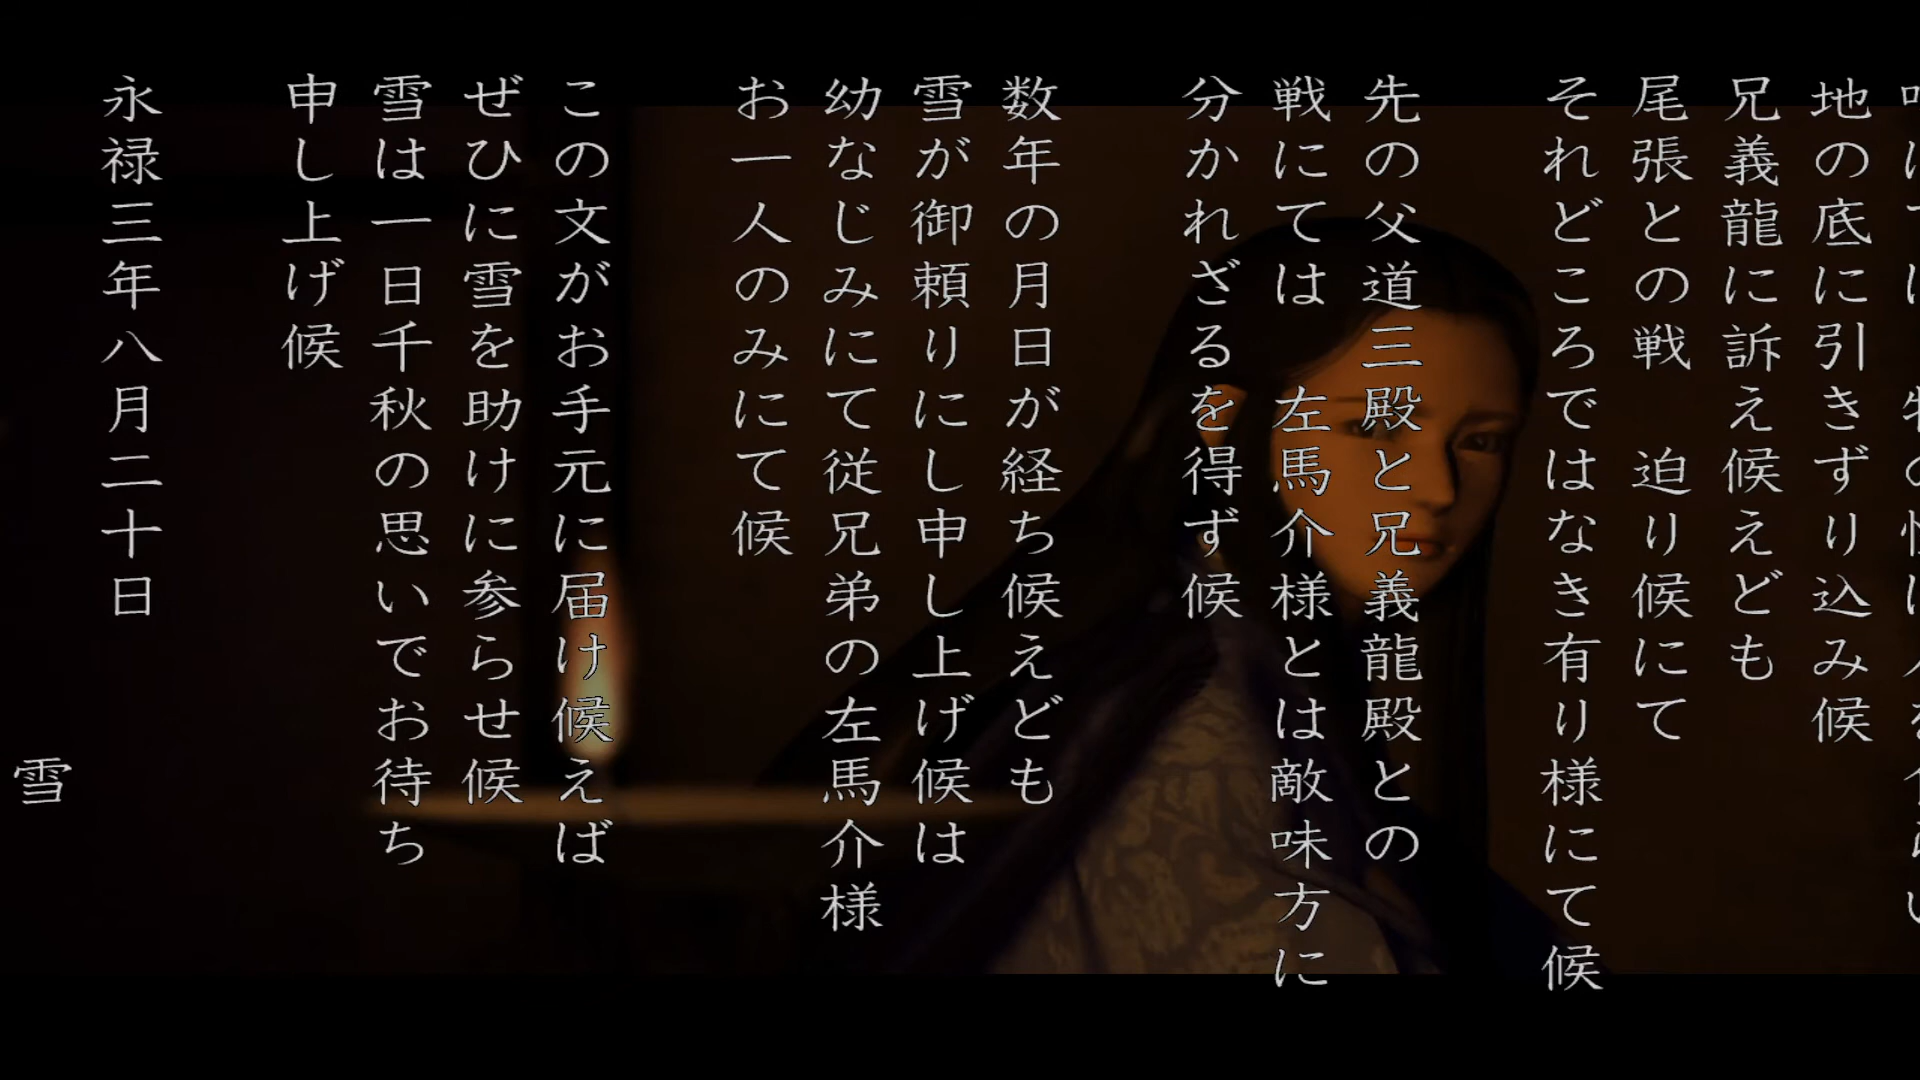 地の底に引きずり込み候
兄義龍に訴え候えども
尾張との戦　迫り候にて
それどころではなき有り様にて候
先の父道三殿と兄義龍殿との
戦にては　左馬介様とは敵味方に
分かれざるを得ず候
数年の月日が経ち候えども
雪が御頼りにし申し上げ候は
幼なじみにて従兄弟の左馬介様
お一人のみにて候
この文がお手元に届け候えば
ぜひに雪を助けに参らせ候
雪は一日千秋の思いでお待ち
申し上げ候
永禄三年八月二十日
雪